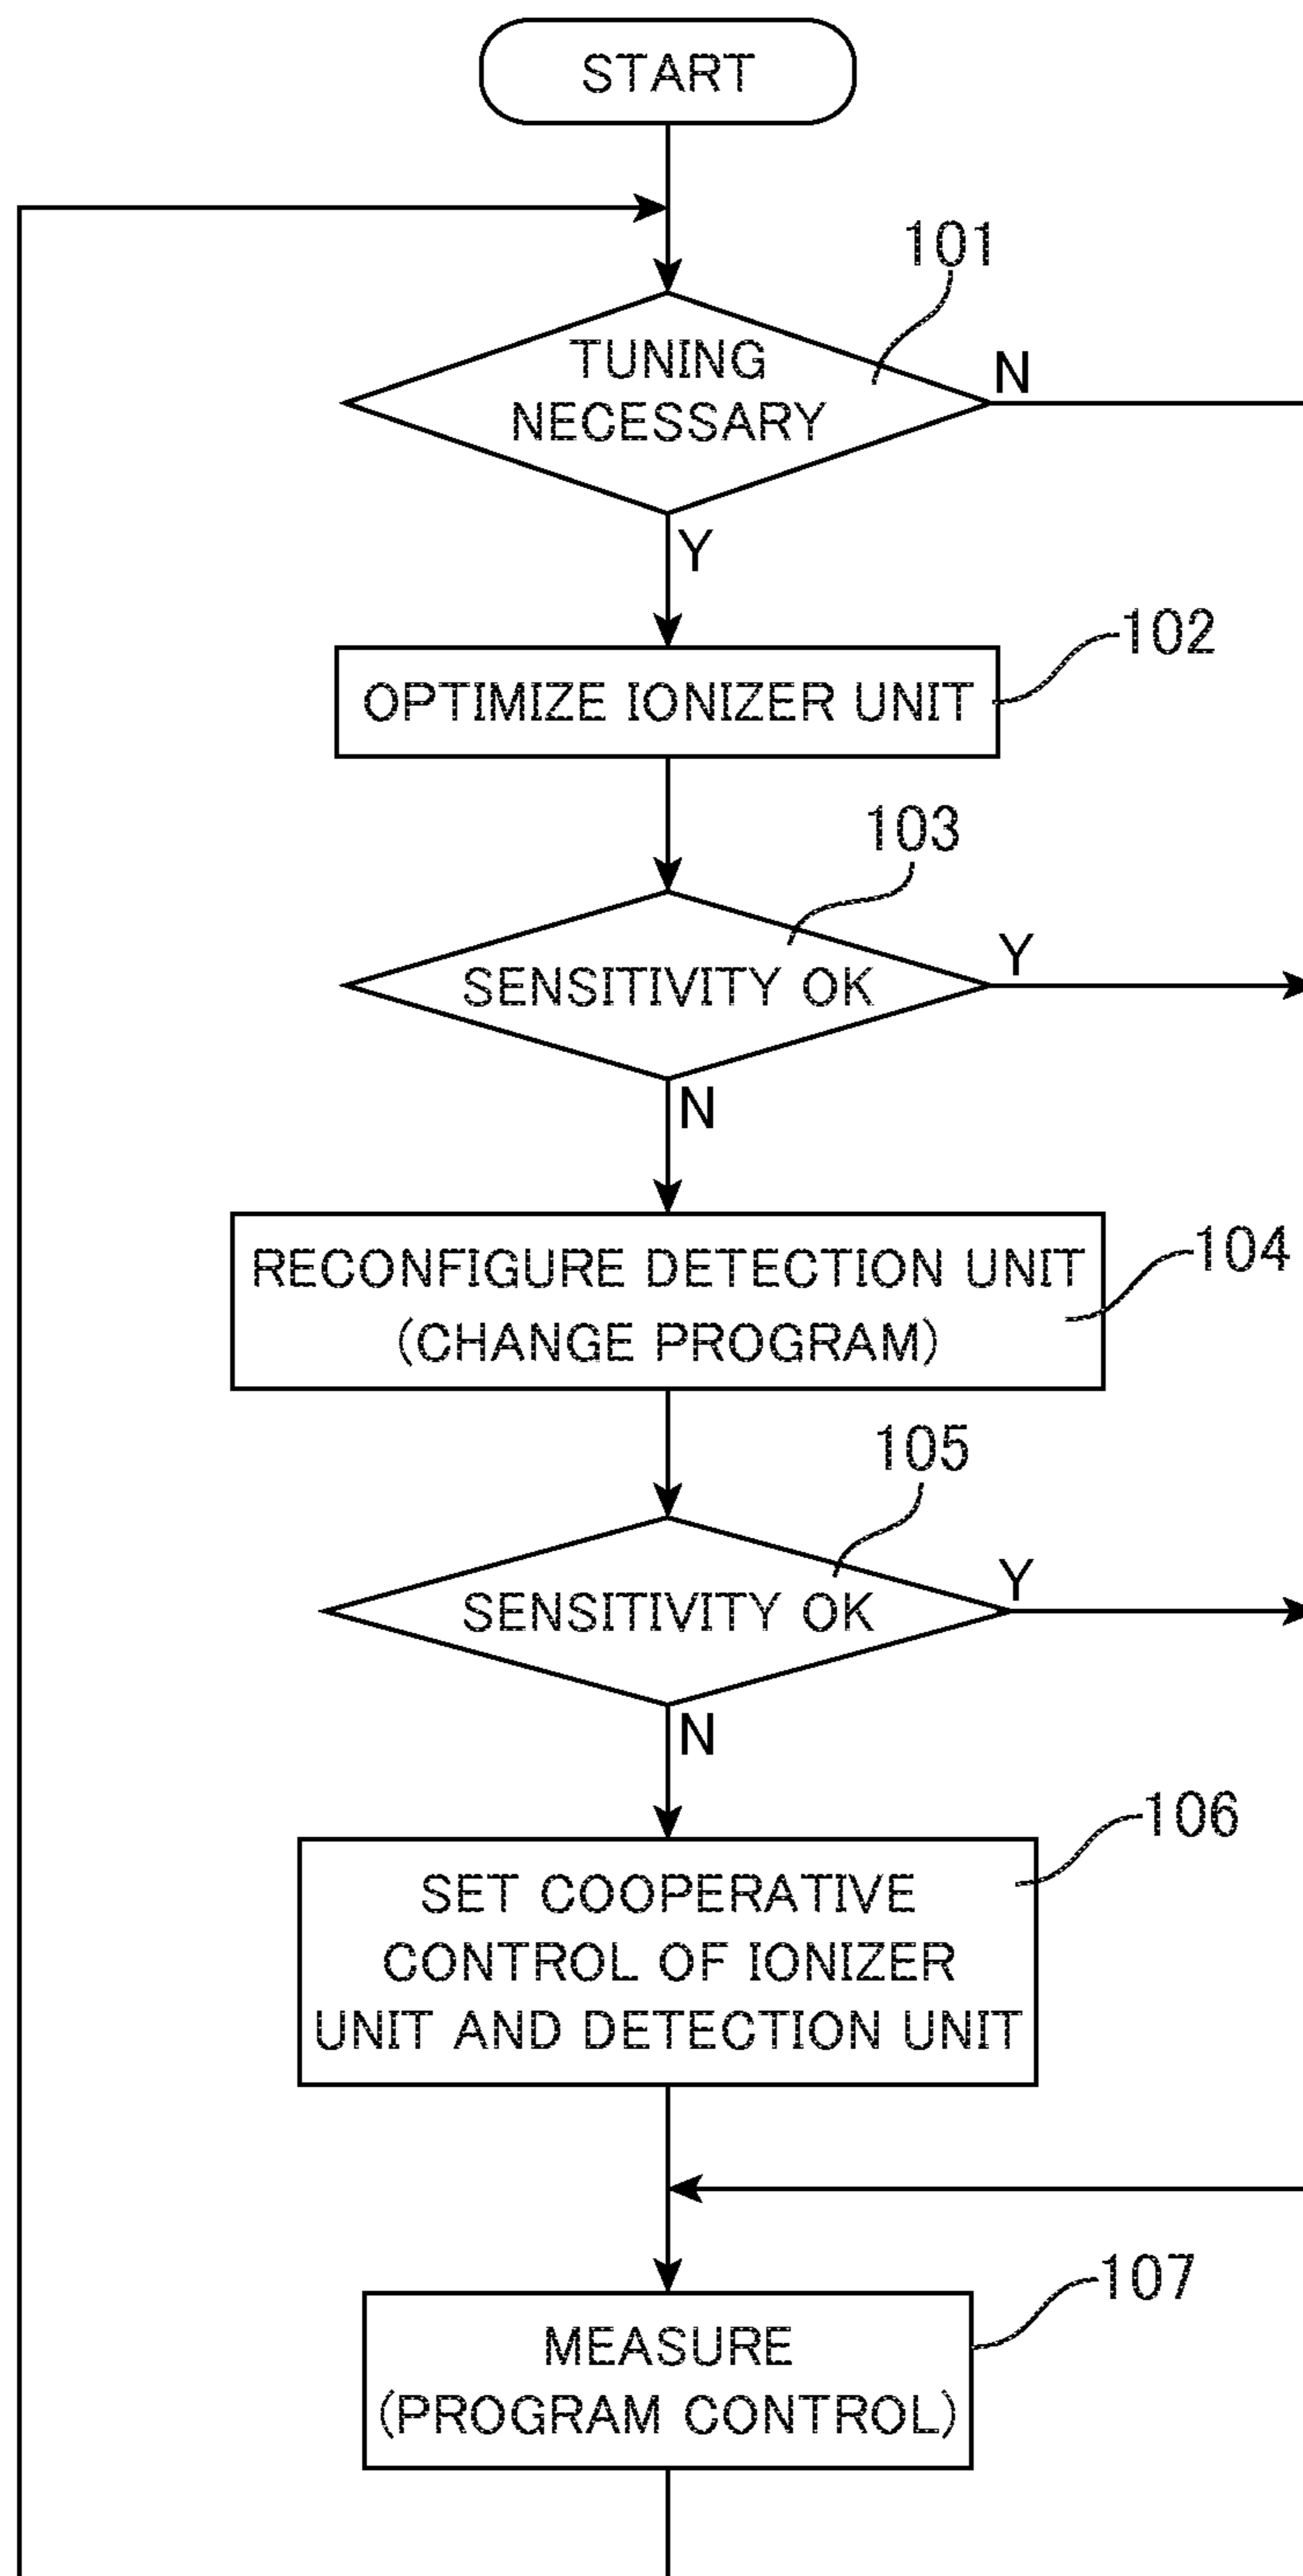 START
101
TUNING
NECESSARY
N
Y
102
OPTIMIZE IONIZER UNIT
103
SENSITIVITY OK
Y
N
RECONFIGURE DETECTION UNIT
(CHANGE PROGRAM)
104
105
SENSITIVITY OK
Y
N
106
SET COOPERATIVE
CONTROL OF IONIZER
UNIT AND DETECTION UNIT
107
MEASURE
(PROGRAM CONTROL)